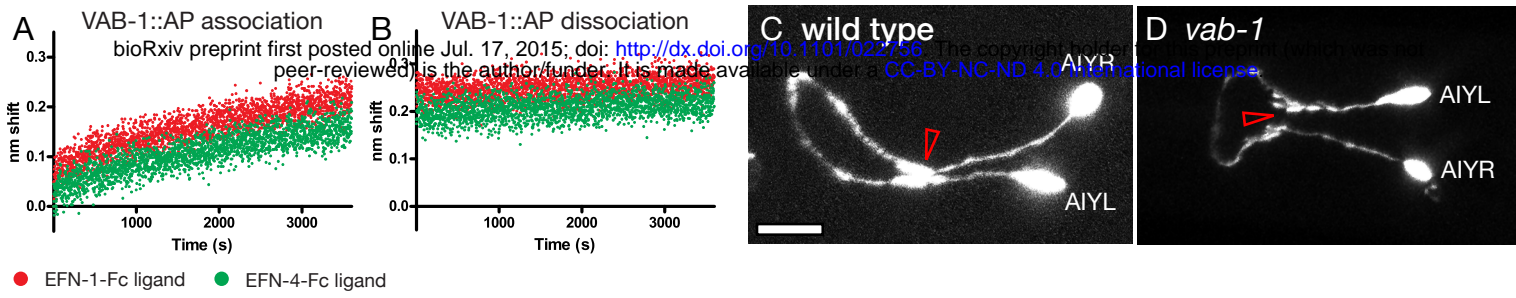 A VAB-1::AP association
B VAB-1::AP dissociation
C wild type
D vab-1
bioRxiv preprint first posted online Jul. 17, 2015; doi: http://dx.doi.org/10.1101/022756. The copyright holder for this preprint (which was not
peer-reviewed) is the author/funder. It is made available under a CC-BY-NC-ND 4.0 International license.
nm shift
0.3
0.2
0.1
0.0
1000 2000 3000
Time (s)
nm shift
0.3
0.2
0.1
0.0
1000 2000 3000
Time (s)
AIYR
AIYL
AIYL
AIYR
EFN-1-Fc ligand
EFN-4-Fc ligand